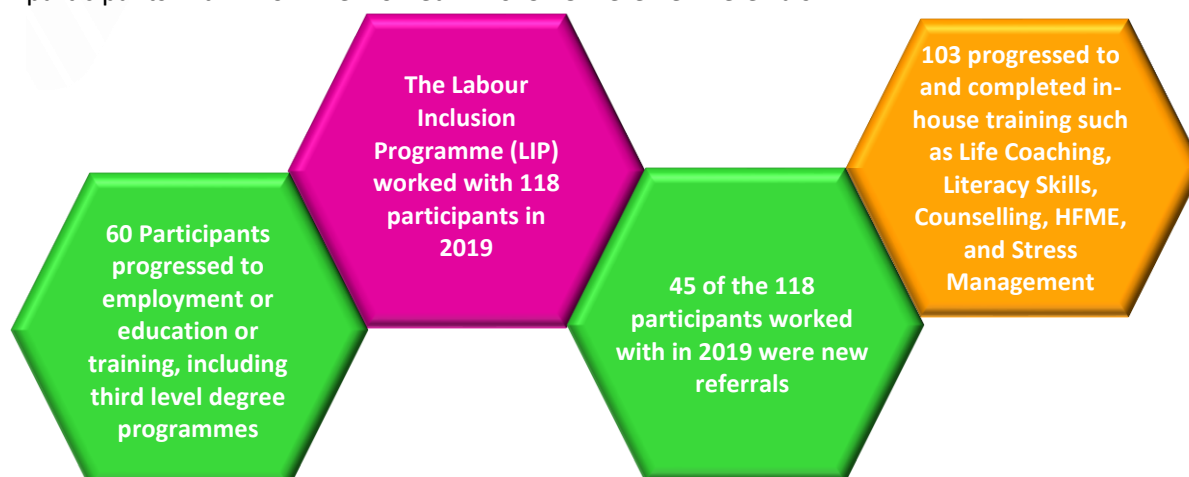 The Labour
Inclusion
Programme (LIP)
worked with 118
participants in
2019
103 progressed to
and completed in-
house training such
as Life Coaching,
Literacy Skills,
Counselling, HFME,
and Stress
Management
60 Participants
progressed to
employment or
education or
training, including
third level degree
programmes
45 of the 118
participants worked
with in 2019 were new
referrals